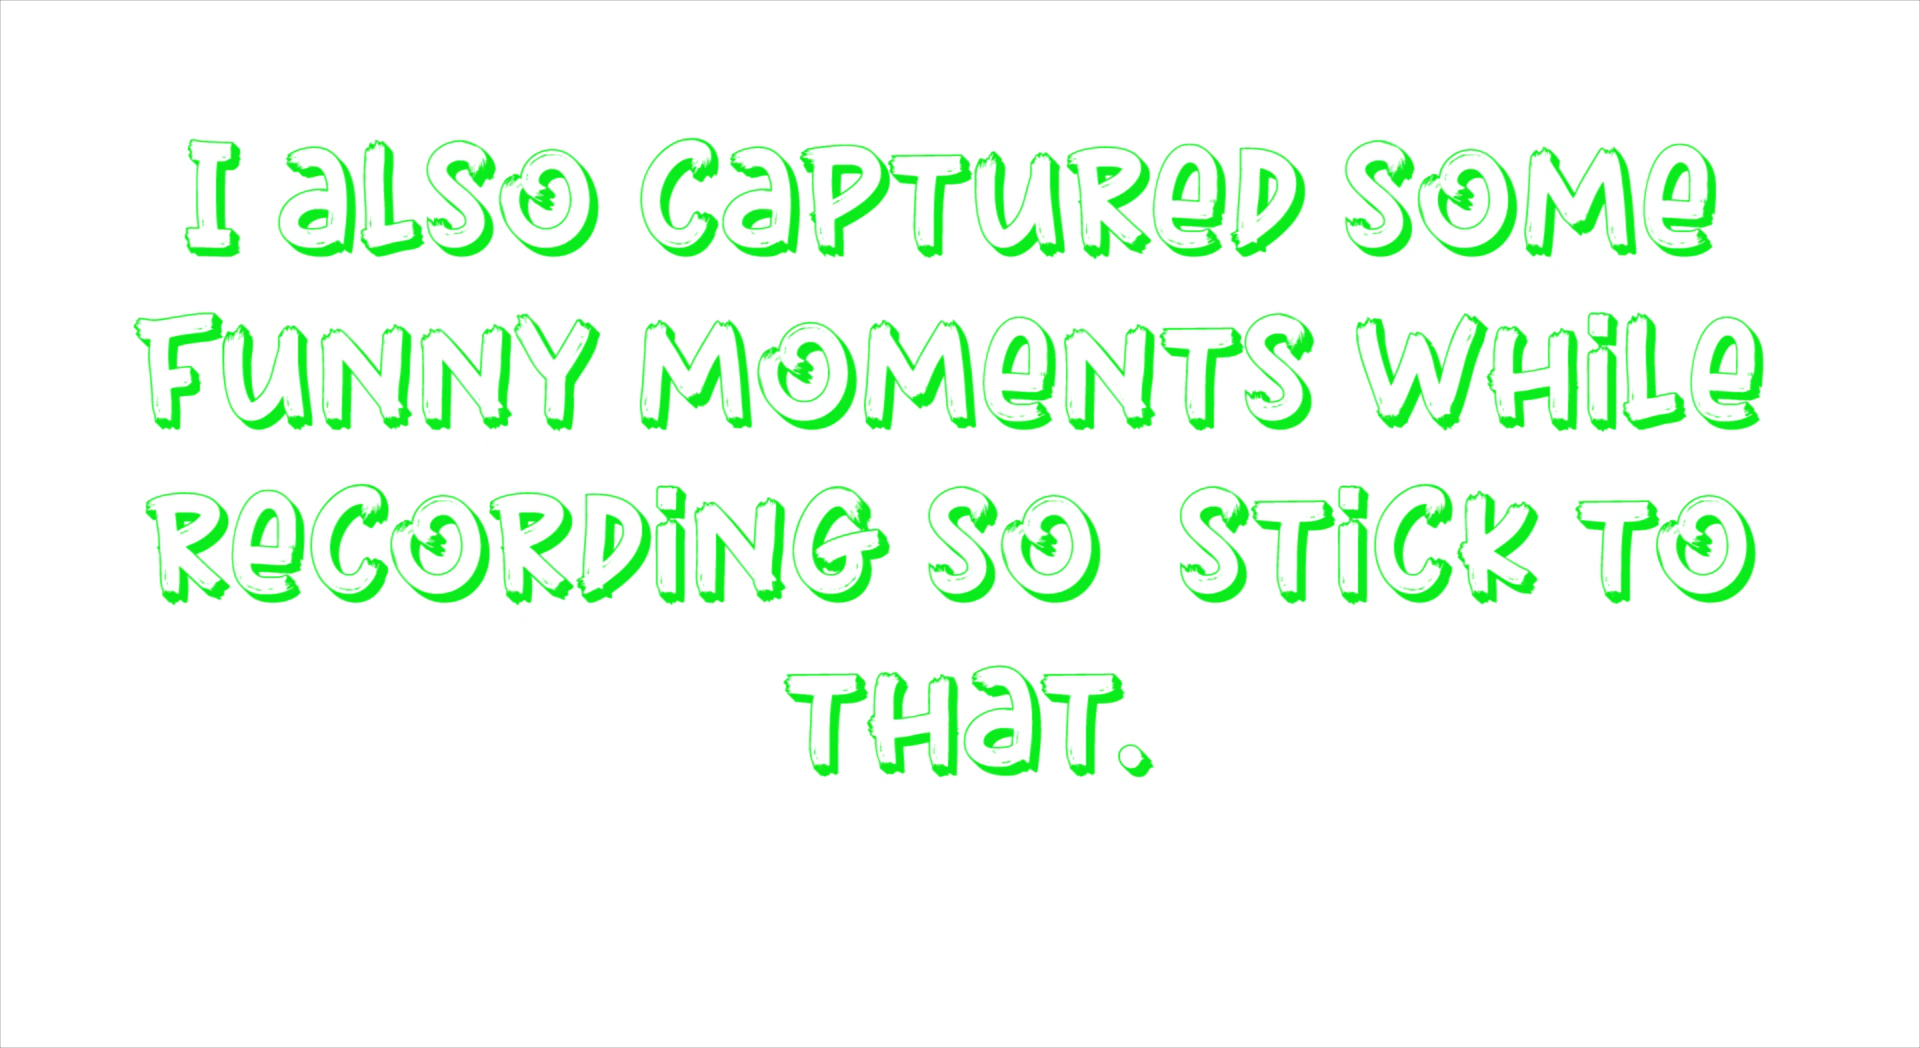 I also captured some
funny moments while
recording so  stick to
that.